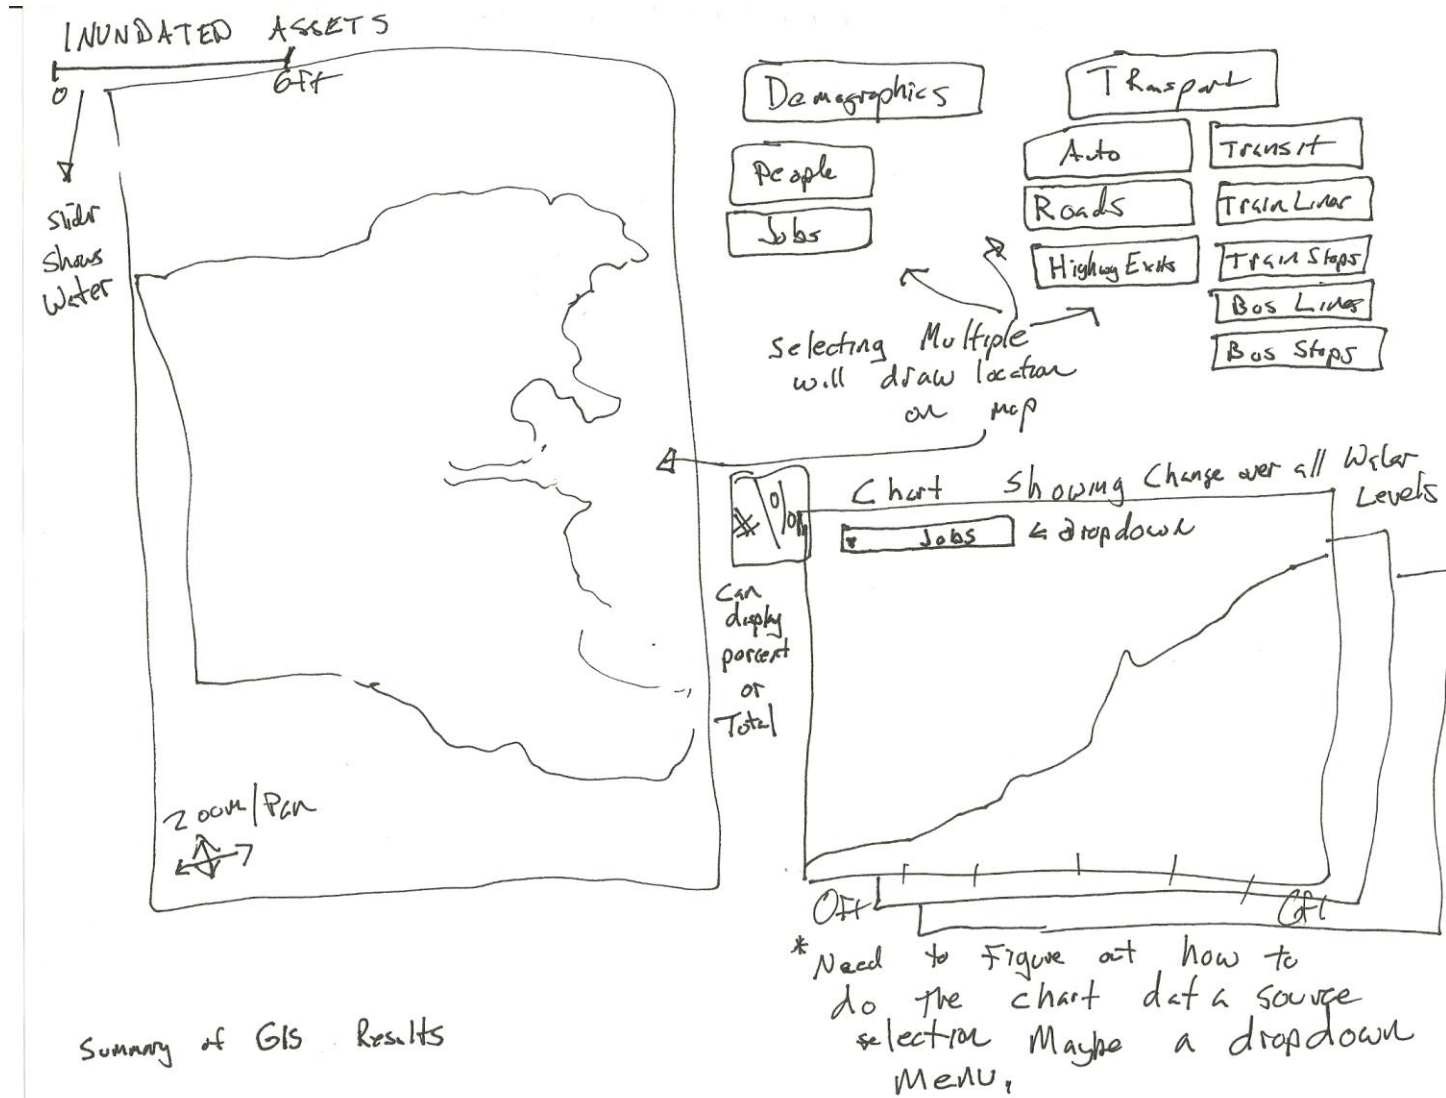 INUNDATED ASSETS
0
6ft
Slidr
Shows
Water
Zoom/Pan
Summary of GIS Results
Demographics
People
Jobs
TRansport
Auto
Roads
Highway Exits
Transit
Train Lines
Train Stops
Bus Lines
Bus Stops
Selecting Multiple
will draw location
on map
# / %
Can
display
percent
or
Total
Chart Showing Change over all Water
Levels
Jobs
← dropdown
0ft
6ft
*Need to Figure out how to
do the chart data source
selection Maybe a dropdown
Menu.